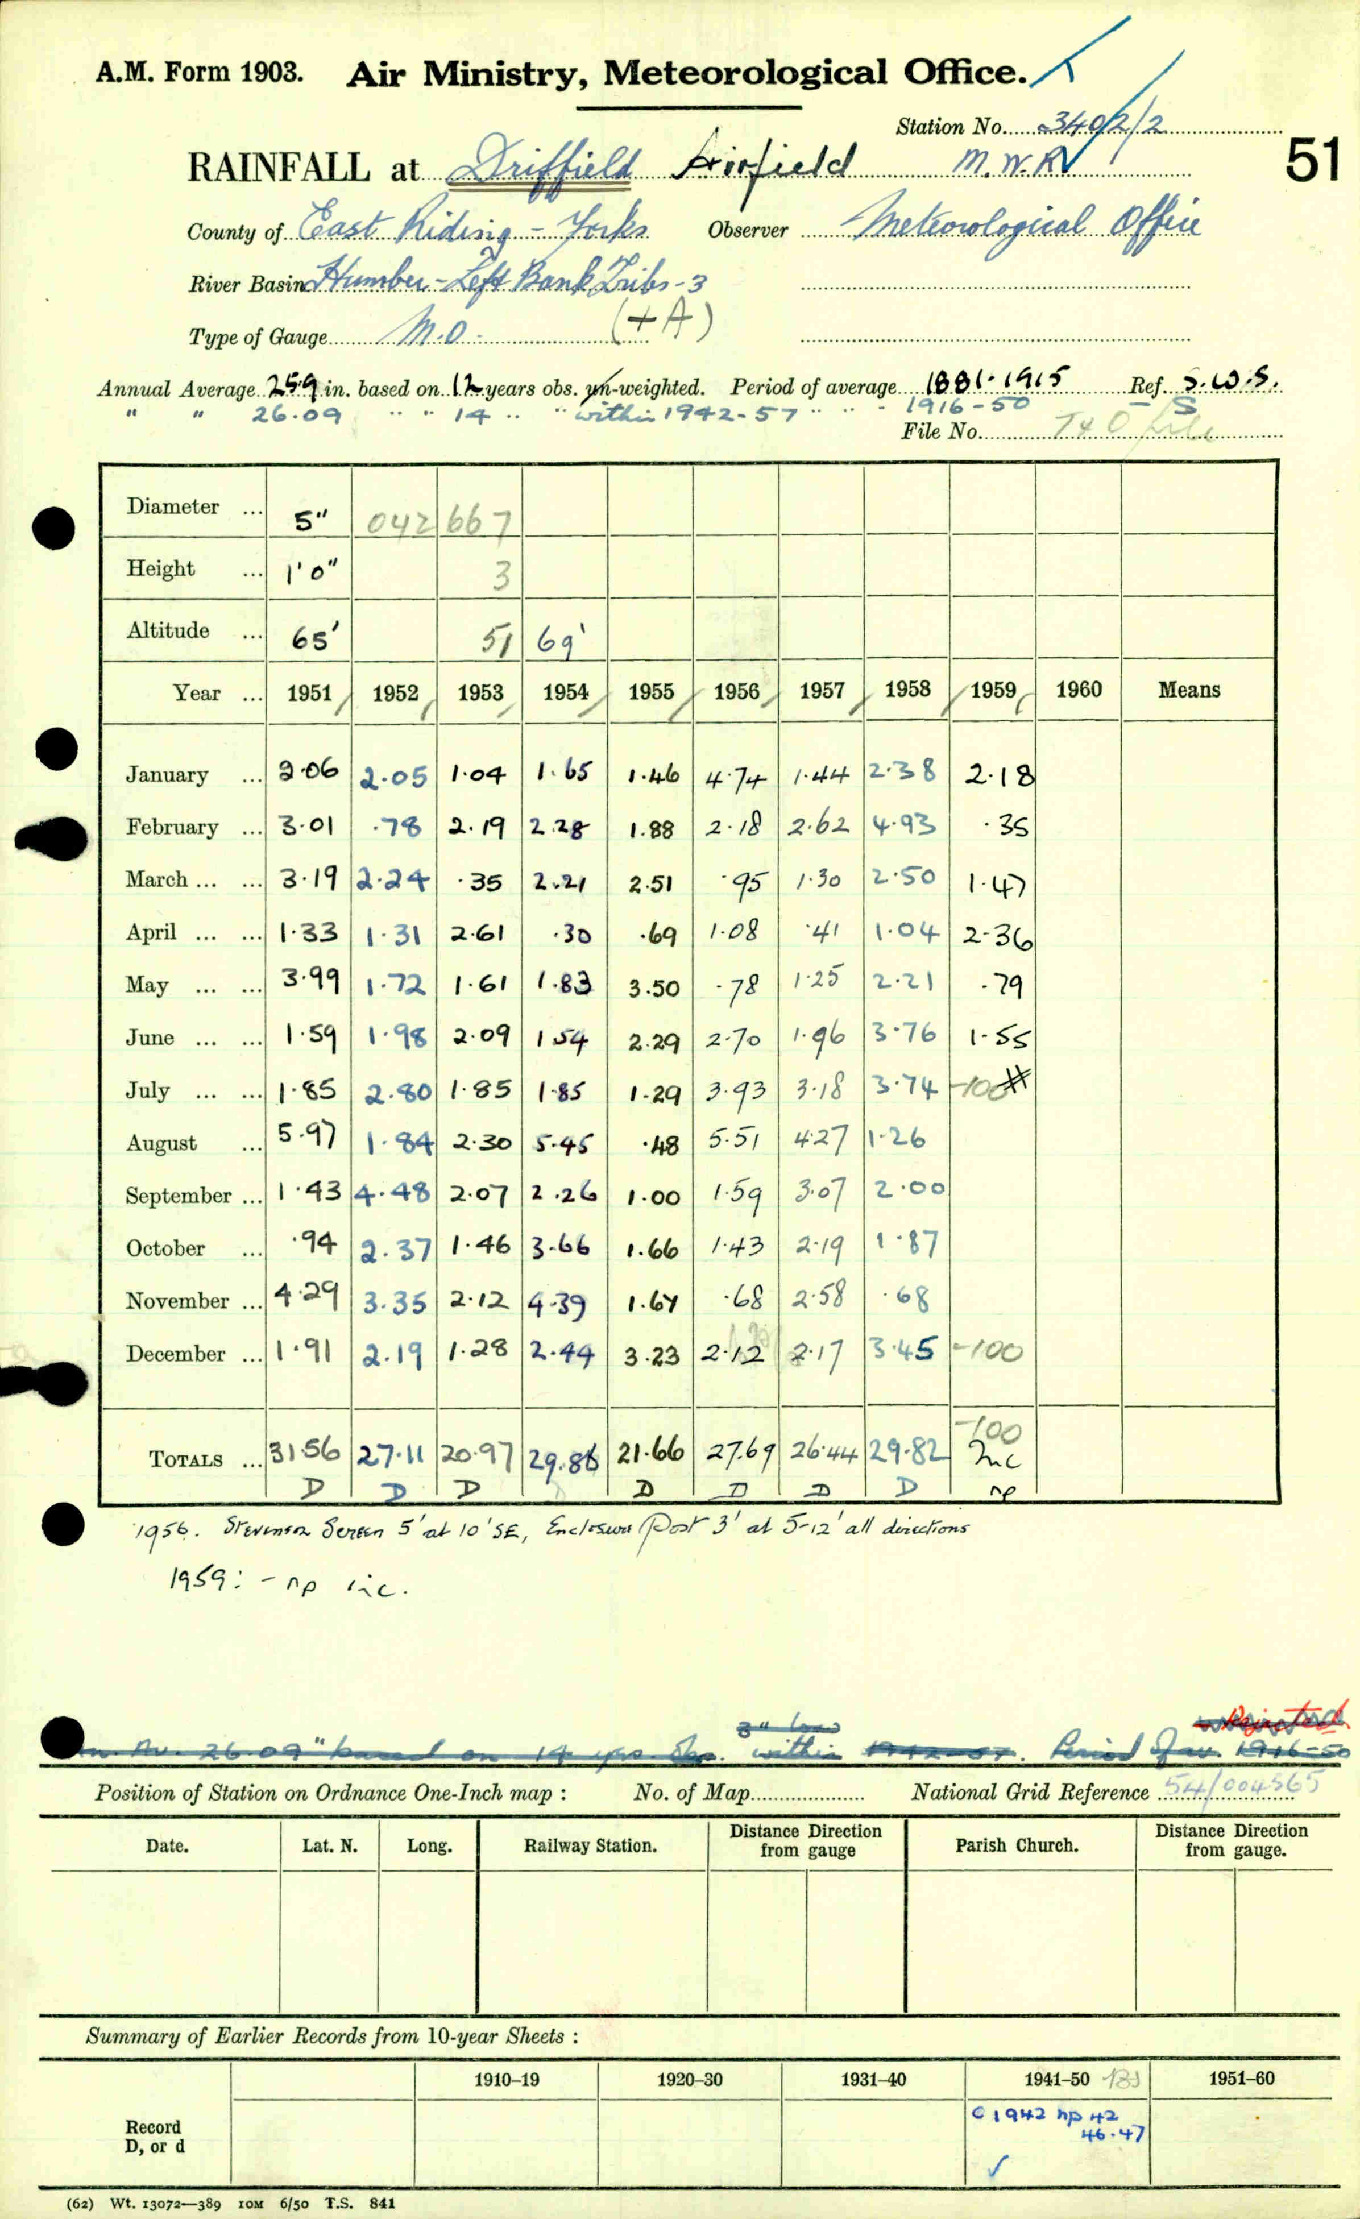 A.M. Form 1903. Air Ministry, Meteorological Office.
Station No. 3402/2
RAINFALL at Driffield Airfield M.W.R. 51
County of East Riding - Yorks Observer Meteorological Office
River Basin Humber - Left Bank Tribs - 3
Type of Gauge M.O. (+A)
Annual Average 25.9 in. based on 12 years obs. un-weighted. Period of average 1881-1915 Ref. S.W.S.
" " 26.09 " " 14 " " within 1942-57 " " - 1916-50 - S
File No.
Diameter ... 5" 042 667
Height ... 1'0" 3
Altitude ... 65' 51 69'
Year ... 1951 1952 1953 1954 1955 1956 1957 1958 1959 1960 Means
January ... 2.06 2.05 1.04 1.65 1.46 4.74 1.44 2.38 2.18
February ... 3.01 .78 2.19 2.28 1.88 2.18 2.62 4.93 .35
March ... ... 3.19 2.24 .35 2.21 2.51 .95 1.30 2.50 1.47
April ... ... 1.33 1.31 2.61 .30 .69 1.08 .41 1.04 2.36
May ... ... 3.99 1.72 1.61 1.83 3.50 .78 1.25 2.21 .79
June ... ... 1.59 1.98 2.09 1.54 2.29 2.70 1.96 3.76 1.55
July ... ... 1.85 2.80 1.85 1.85 1.29 3.93 3.18 3.74 -100 #
August ... 5.97 1.84 2.30 5.45 .48 5.51 4.27 1.26
September ... 1.43 4.48 2.07 2.26 1.00 1.59 3.07 2.00
October ... .94 2.37 1.46 3.66 1.66 1.43 2.19 1.87
November ... 4.29 3.35 2.12 4.39 1.67 .68 2.58 .68
December ... 1.91 2.19 1.28 2.44 3.23 2.12 2.17 3.45 -100
-100
TOTALS ... 31.56 27.11 20.97 29.86 21.66 27.69 26.44 29.82 Inc
D D D D D D D D np
1956. Stevenson Screen 5' at 10' SE, Enclosure Post 3' at 5-12' all directions
1959: - np inc.
Rejected
An. Av. 26.09" based on 14 yrs. obs. within 1942-57. Period of av. 1916-50
Position of Station on Ordnance One-Inch map : No. of Map National Grid Reference 54/004565
Date. Lat. N. Long. Railway Station. Distance Direction from gauge Parish Church. Distance Direction from gauge.
Summary of Earlier Records from 10-year Sheets :
1910–19 1920–30 1931–40 1941–50 1951–60
Record
D, or d
C 1942 np 42
46.47
✓
(62) Wt. 13072—389 10M 6/50 T.S. 841